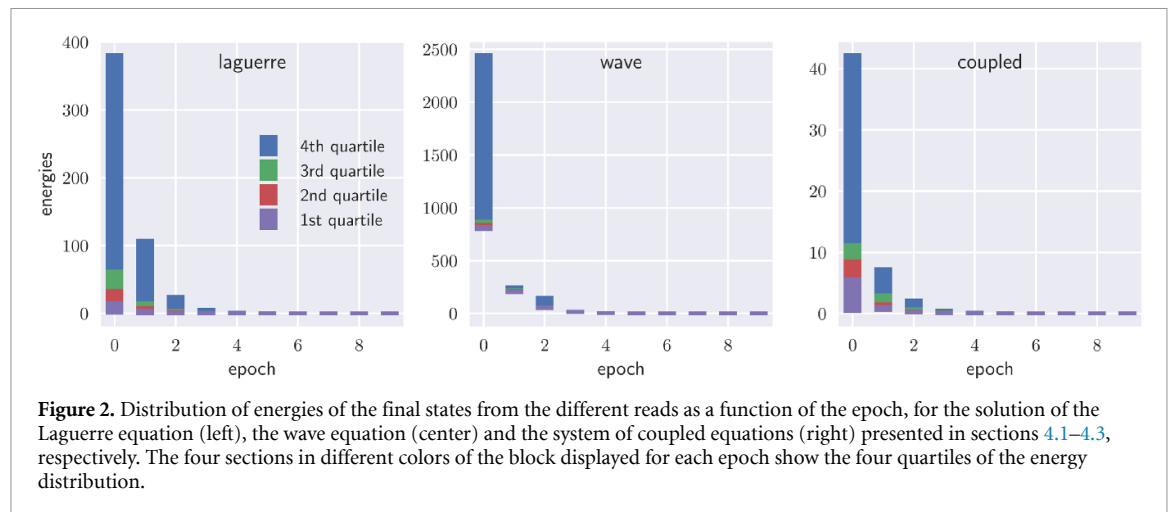 400
300
200
100
0
energies
laguerre
4th quartile
3rd quartile
2nd quartile
1st quartile
0 2 4 6 8
epoch
2500
2000
1500
1000
500
0
wave
0 2 4 6 8
epoch
40
30
20
10
0
coupled
0 2 4 6 8
epoch
Figure 2. Distribution of energies of the final states from the different reads as a function of the epoch, for the solution of the
Laguerre equation (left), the wave equation (center) and the system of coupled equations (right) presented in sections 4.1–4.3,
respectively. The four sections in different colors of the block displayed for each epoch show the four quartiles of the energy
distribution.